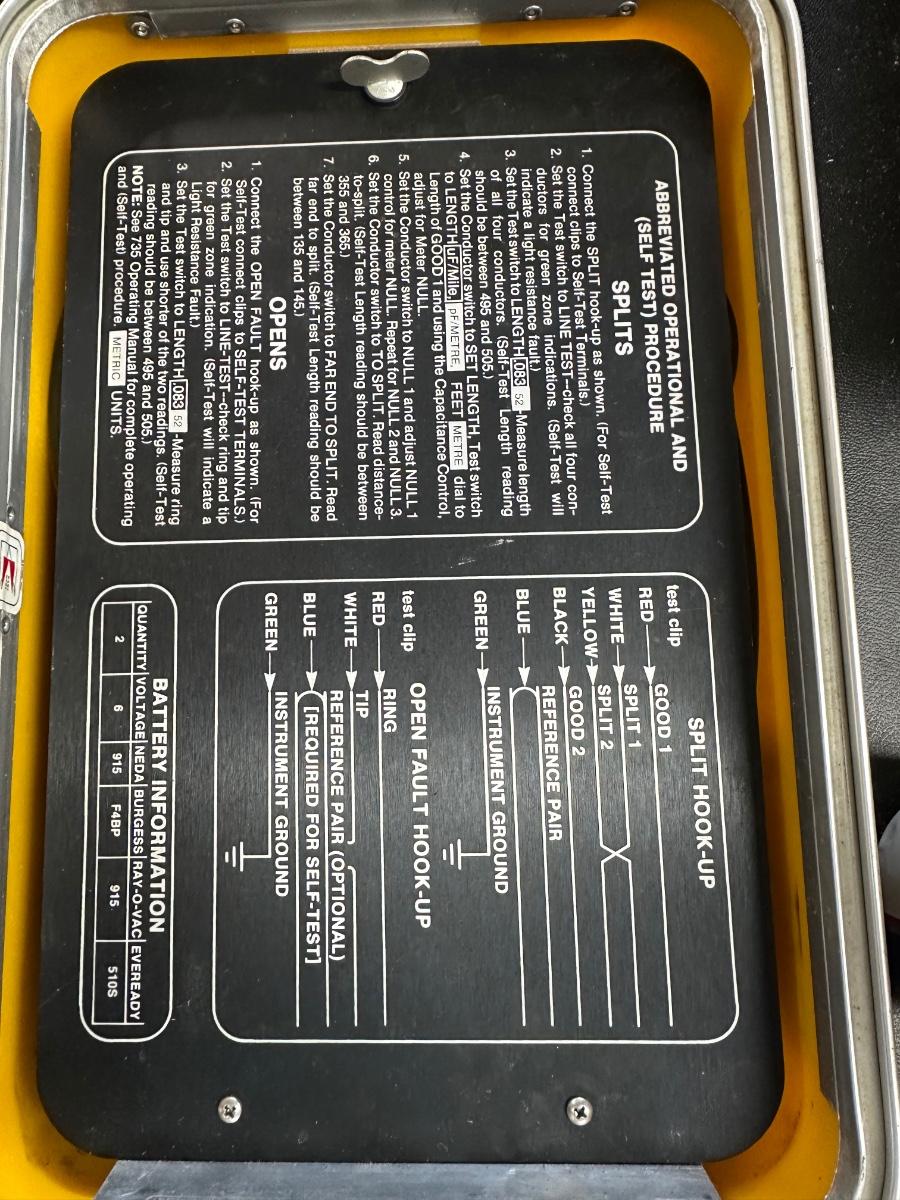 ABBREVIATED OPERATIONAL AND
(SELF TEST) PROCEDURE
SPLITS
1. Connect the SPLIT hook-up as shown. (For Self-Test
connect clips to Self-Test Terminals.)
2. Set the Test switch to LINE TEST—check all four con-
ductors for green zone indications. (Self-Test will
indicate a light resistance fault.)
3. Set the Test switch to LENGTH .083 52 -Measure length
of all four conductors. (Self-Test Length reading
should be between 495 and 505.)
4. Set the Conductor switch to SET LENGTH, Test switch
to LENGTH uF/Mile, pF/METRE, FEET METRE dial to
Length of GOOD 1 and using the Capacitance Control,
adjust for Meter NULL.
5. Set the Conductor switch to NULL 1 and adjust NULL 1
control for meter NULL. Repeat for NULL 2 and NULL 3.
6. Set the Conductor switch to TO SPLIT. Read distance-
to-split. (Self-Test Length reading should be between
355 and 365.)
7. Set the Conductor switch to FAR END TO SPLIT. Read
far end to split. (Self-Test Length reading should be
between 135 and 145.)
OPENS
1. Connect the OPEN FAULT hook-up as shown. (For
Self-Test connect clips to SELF-TEST TERMINALS.)
2. Set the Test switch to LINE-TEST—check ring and tip
for green zone indication. (Self-Test will indicate a
Light Resistance Fault.)
3. Set the Test switch to LENGTH .083 52 -Measure ring
and tip and use shorter of the two readings. (Self-Test
reading should be between 495 and 505.)
NOTE: See 735 Operating Manual for complete operating
and (Self-Test) procedure METRIC UNITS.
SPLIT HOOK-UP
test clip
RED GOOD 1
WHITE SPLIT 1
YELLOW SPLIT 2
BLACK GOOD 2
BLUE REFERENCE PAIR
GREEN INSTRUMENT GROUND
OPEN FAULT HOOK-UP
test clip
RED RING
WHITE TIP
REFERENCE PAIR (OPTIONAL)
BLUE [REQUIRED FOR SELF-TEST]
GREEN INSTRUMENT GROUND
BATTERY INFORMATION
QUANTITY VOLTAGE NEDA BURGESS RAY-O-VAC EVEREADY
2 6 915 F4BP 915 510S